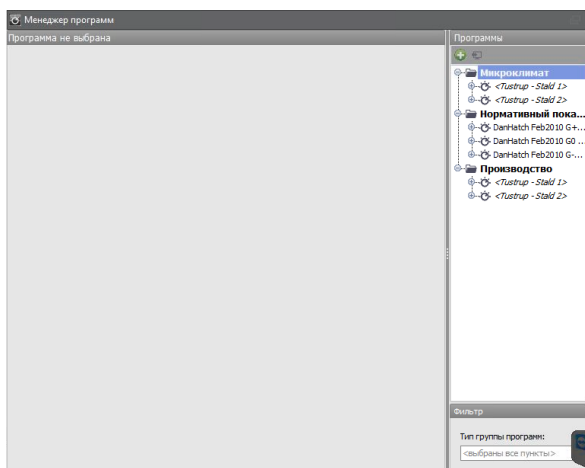 Менеджер программ
Программа не выбрана
Программы
Микроклимат
<Tustrup - Stald 1>
<Tustrup - Stald 2>
Нормативный пока...
DanHatch Feb2010 G+...
DanHatch Feb2010 G0 ...
DanHatch Feb2010 G-...
Производство
<Tustrup - Stald 1>
<Tustrup - Stald 2>
Фильтр
Тип группы программ:
<выбраны все пункты>